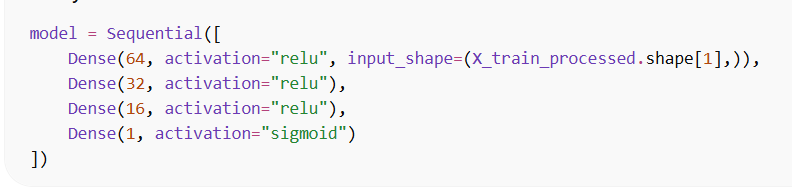 model = Sequential([
    Dense(64, activation="relu", input_shape=(X_train_processed.shape[1],)),
    Dense(32, activation="relu"),
    Dense(16, activation="relu"),
    Dense(1, activation="sigmoid")
])